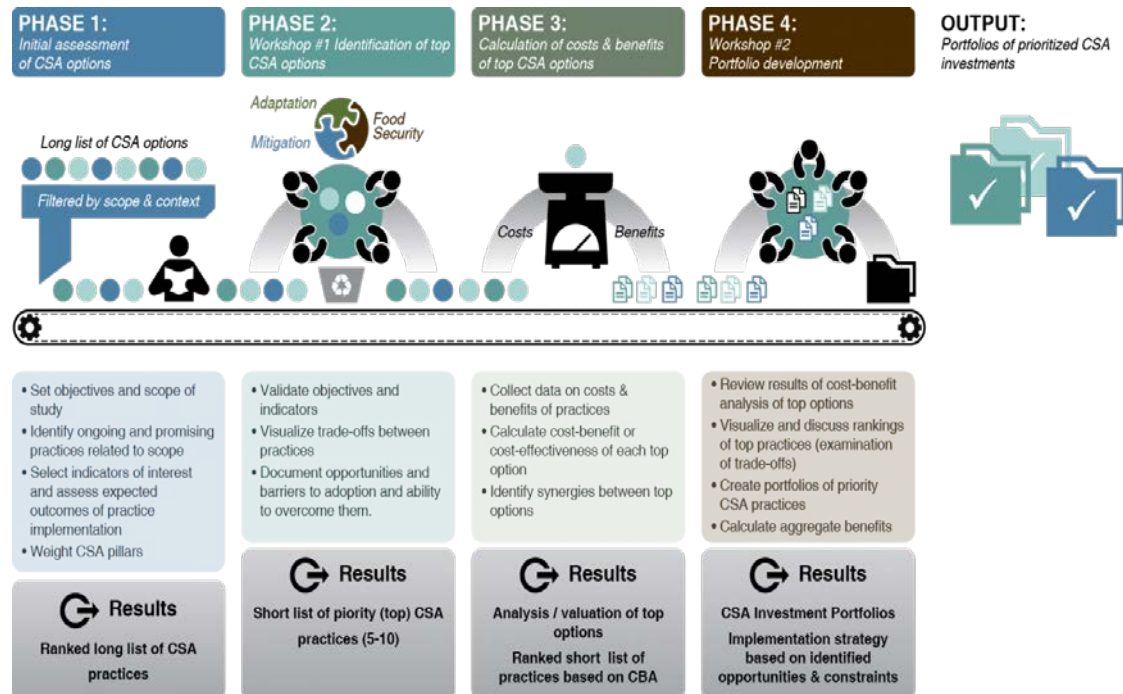 PHASE 1:
Initial assessment
of CSA options
PHASE 2:
Workshop #1 Identification of top
CSA options
PHASE 3:
Calculation of costs & benefits
of top CSA options
PHASE 4:
Workshop #2
Portfolio development
OUTPUT:
Portfolios of prioritized CSA
investments
Long list of CSA options
Filtered by scope & context
Adaptation
Mitigation
Food
Security
Costs
Benefits
• Set objectives and scope of
study
• Identify ongoing and promising
practices related to scope
• Select indicators of interest
and assess expected
outcomes of practice
implementation
• Weight CSA pillars
• Validate objectives and
indicators
• Visualize trade-offs between
practices
• Document opportunities and
barriers to adoption and ability
to overcome them.
• Collect data on costs &
benefits of practices
• Calculate cost-benefit or
cost-effectiveness of each top
option
• Identify synergies between top
options
• Review results of cost-benefit
analysis of top options
• Visualize and discuss rankings
of top practices (examination
of trade-offs)
• Create portfolios of priority
CSA practices
• Calculate aggregate benefits
Results
Ranked long list of CSA
practices
Results
Short list of piority (top) CSA
practices (5-10)
Results
Analysis / valuation of top
options
Ranked short list of
practices based on CBA
Results
CSA Investment Portfolios
Implementation strategy
based on identified
opportunities & constraints